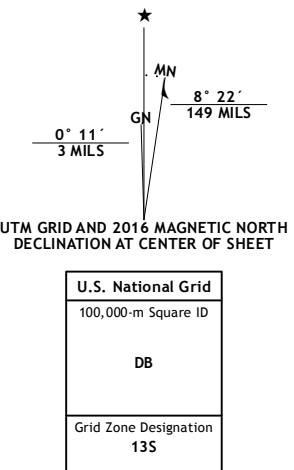 ★
MN
8° 22´
149 MILS
GN
0° 11´
3 MILS
UTM GRID AND 2016 MAGNETIC NORTH
DECLINATION AT CENTER OF SHEET
U.S. National Grid
100,000-m Square ID
DB
Grid Zone Designation
13S